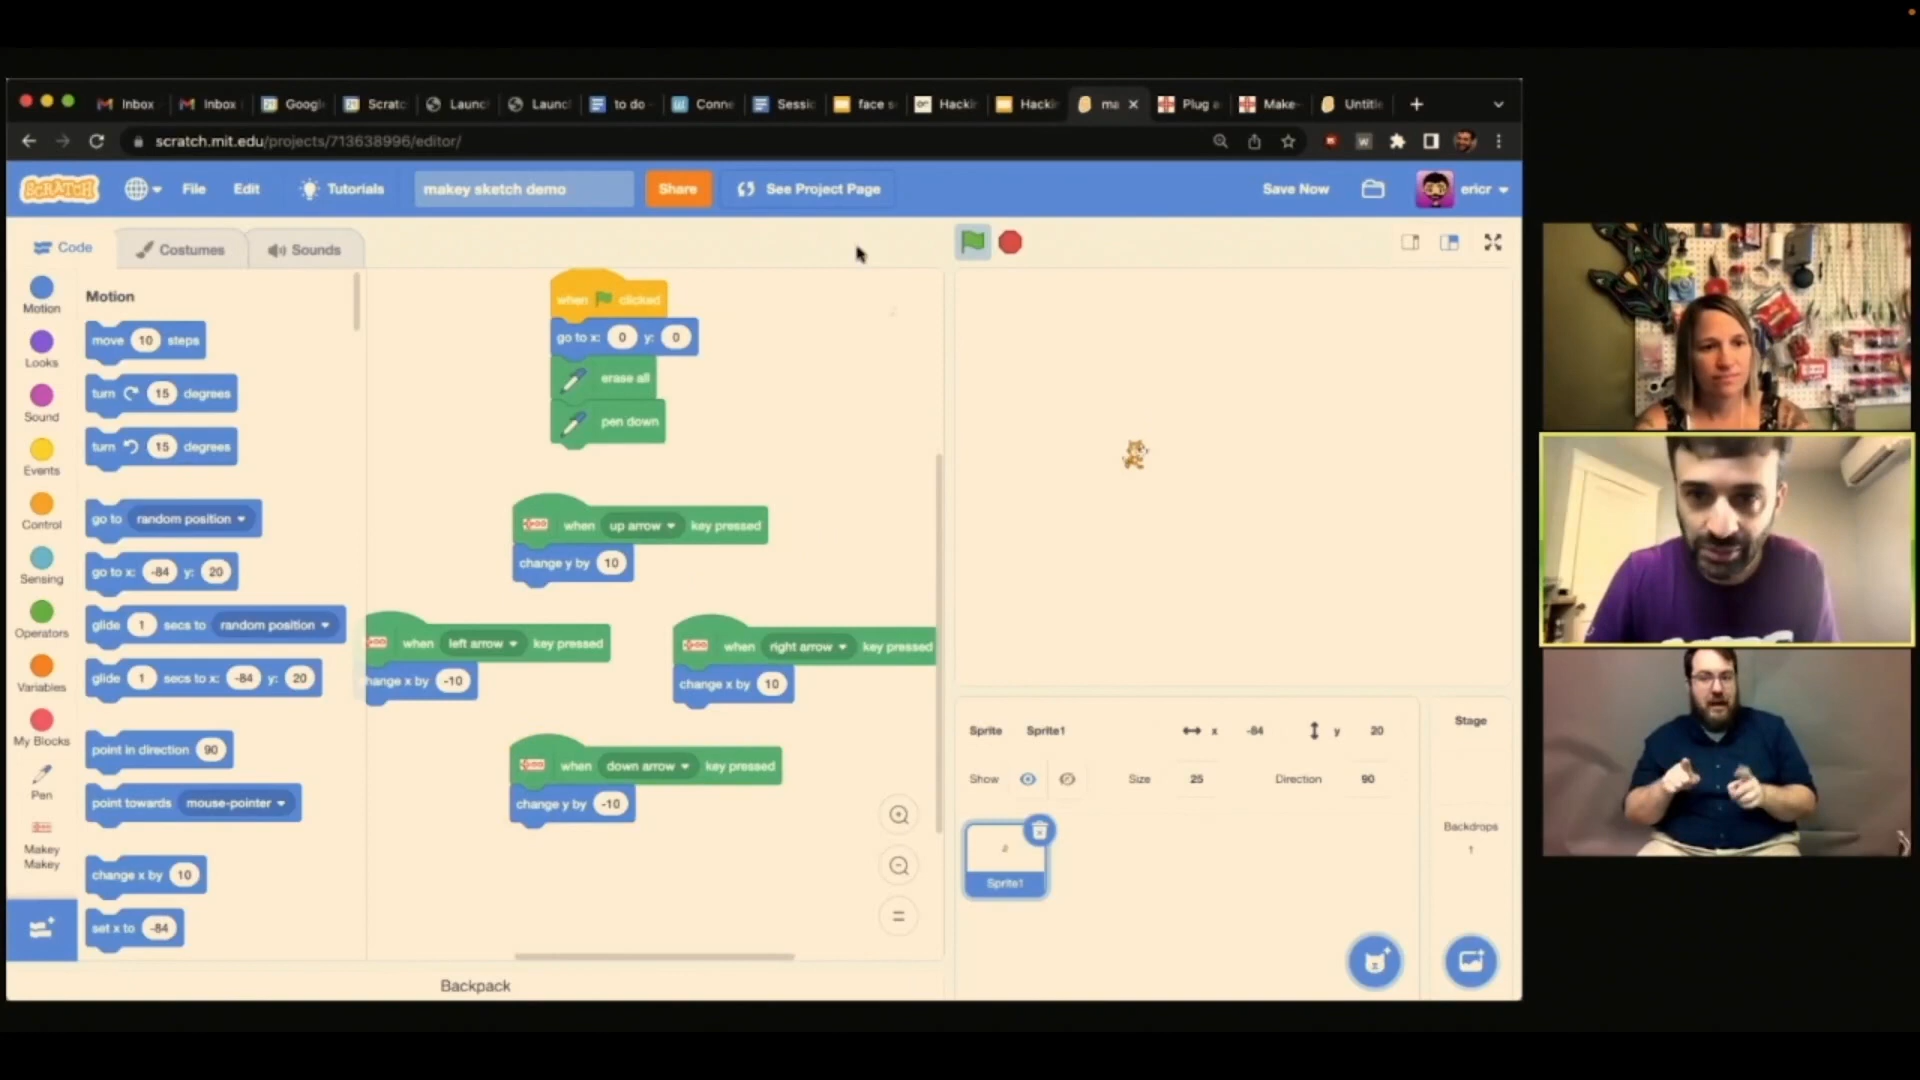 Inbox Inbox Googl Scratc Launc Launc to do Conne Sessic face s Hackin Hackin ma Plug a Make- Untitle
scratch.mit.edu/projects/713638996/editor/
SCRATCH File Edit Tutorials makey sketch demo Share See Project Page Save Now ericr
Code Costumes Sounds
Motion
Looks
Sound
Events
Control
Sensing
Operators
Variables
My Blocks
Pen
Makey
Makey
Motion
move 10 steps
turn 15 degrees
turn 15 degrees
go to random position
go to x: -84 y: 20
glide 1 secs to random position
glide 1 secs to x: -84 y: 20
point in direction 90
point towards mouse-pointer
change x by 10
set x to -84
when clicked
go to x: 0 y: 0
erase all
pen down
when up arrow key pressed
change y by 10
when left arrow key pressed
hange x by -10
when right arrow key pressed
change x by 10
when down arrow key pressed
change y by -10
Backpack
Sprite Sprite1 x -84 y 20
Show Size 25 Direction 90
Sprite1
Stage
Backdrops
1